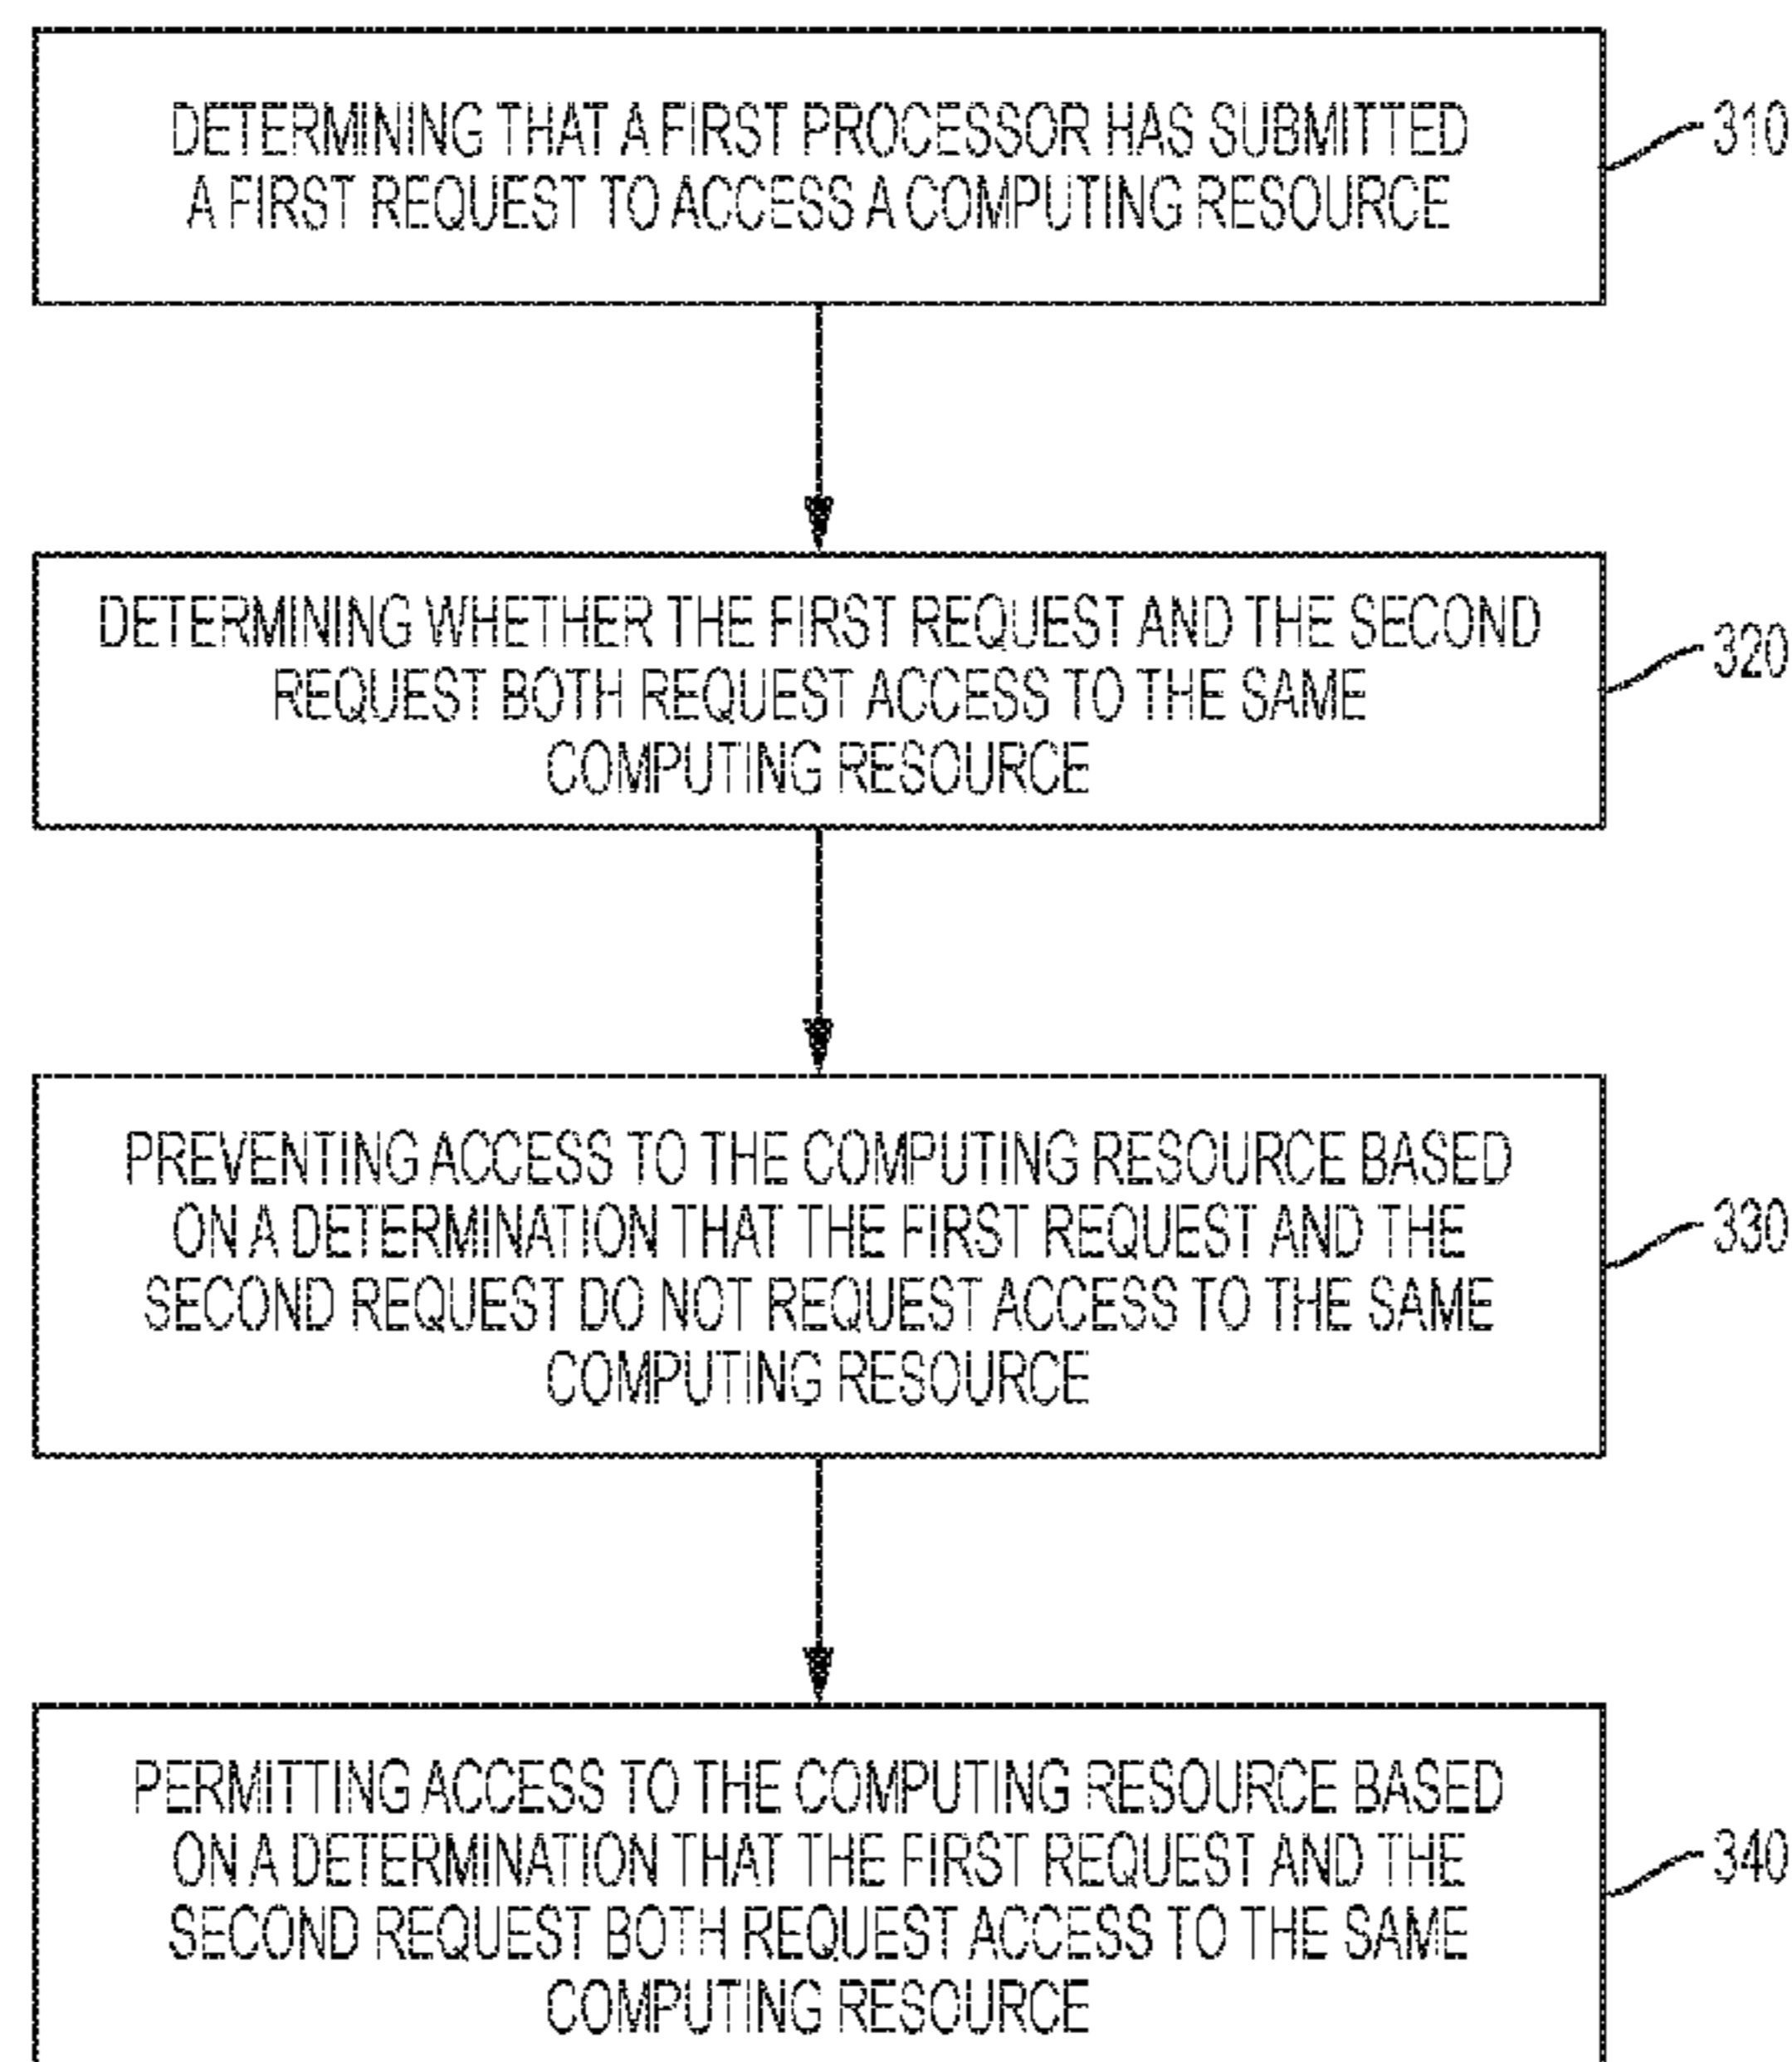 DETERMINING THAT A FIRST PROCESSOR HAS SUBMITTED
A FIRST REQUEST TO ACCESS A COMPUTING RESOURCE
310
DETERMINING WHETHER THE FIRST REQUEST AND THE SECOND
REQUEST BOTH REQUEST ACCESS TO THE SAME
COMPUTING RESOURCE
320
PREVENTING ACCESS TO THE COMPUTING RESOURCE BASED
ON A DETERMINATION THAT THE FIRST REQUEST AND THE
SECOND REQUEST DO NOT REQUEST ACCESS TO THE SAME
COMPUTING RESOURCE
330
PERMITTING ACCESS TO THE COMPUTING RESOURCE BASED
ON A DETERMINATION THAT THE FIRST REQUEST AND THE
SECOND REQUEST BOTH REQUEST ACCESS TO THE SAME
COMPUTING RESOURCE
340